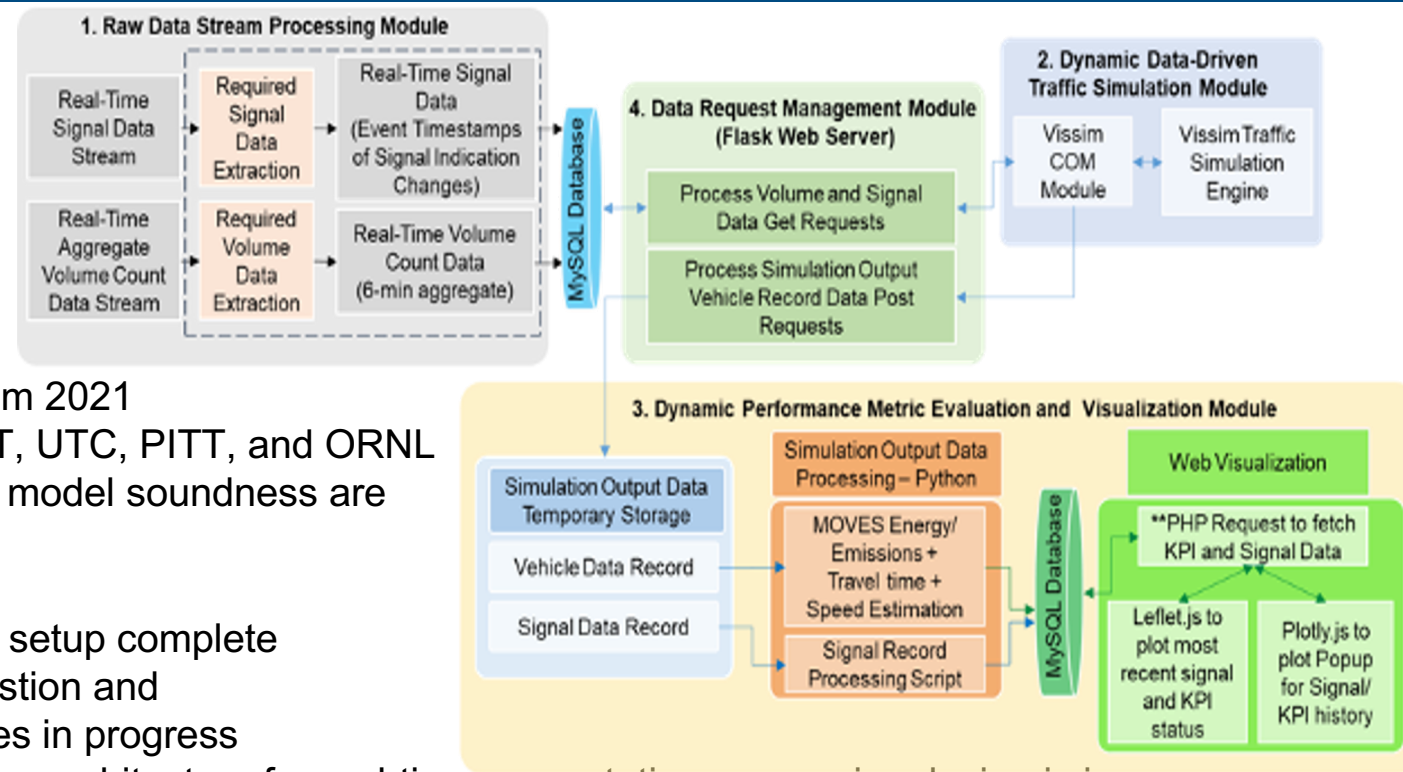 1. Raw Data Stream Processing Module
Real-Time
Signal Data
Stream
Required
Signal
Data
Extraction
Real-Time Signal
Data
(Event Timestamps
of Signal Indication
Changes)
Real-Time
Aggregate
Volume Count
Data Stream
Required
Volume
Data
Extraction
Real-Time Volume
Count Data
(6-min aggregate)
MySQL Database
4. Data Request Management Module
(Flask Web Server)
Process Volume and Signal
Data Get Requests
Process Simulation Output
Vehicle Record Data Post
Requests
2. Dynamic Data-Driven
Traffic Simulation Module
Vissim
COM
Module
Vissim Traffic
Simulation
Engine
m 2021
T, UTC, PITT, and ORNL
model soundness are
setup complete
stion and
es in progress
3. Dynamic Performance Metric Evaluation and Visualization Module
Simulation Output Data
Temporary Storage
Vehicle Data Record
Signal Data Record
Simulation Output Data
Processing – Python
MOVES Energy/
Emissions +
Travel time +
Speed Estimation
Signal Record
Processing Script
MySQL Database
Web Visualization
**PHP Request to fetch
KPI and Signal Data
Leflet.js to
plot most
recent signal
and KPI
status
Plotly.js to
plot Popup
for Signal/
KPI history